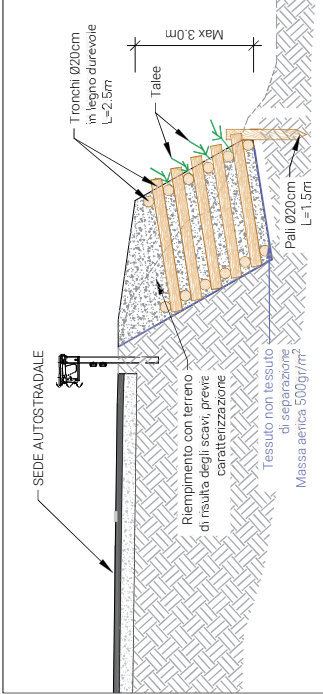 SEDE AUTOSTRADALE
Tronchi Ø20cm
in legno durevole
L=2.5m
Talee
Max 3.0m
Riempimento con terreno
di risulta degli scavi, previa
caratterizzazione
Tessuto non tessuto
di separazione
Massa aerica 500gr/m²
Pali Ø20cm
L=1.5m